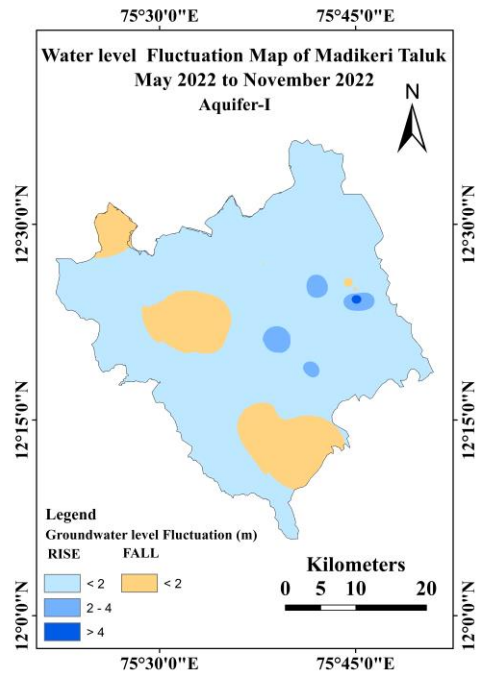 75°30'0"E 75°45'0"E
Water level Fluctuation Map of Madikeri Taluk
May 2022 to November 2022
Aquifer-I
N
12°30'0"N 12°30'0"N
12°15'0"N 12°15'0"N
Legend
Groundwater level Fluctuation (m)
RISE FALL
< 2 < 2
2 - 4
> 4
Kilometers
0 5 10 20
12°0'0"N 12°0'0"N
75°30'0"E 75°45'0"E